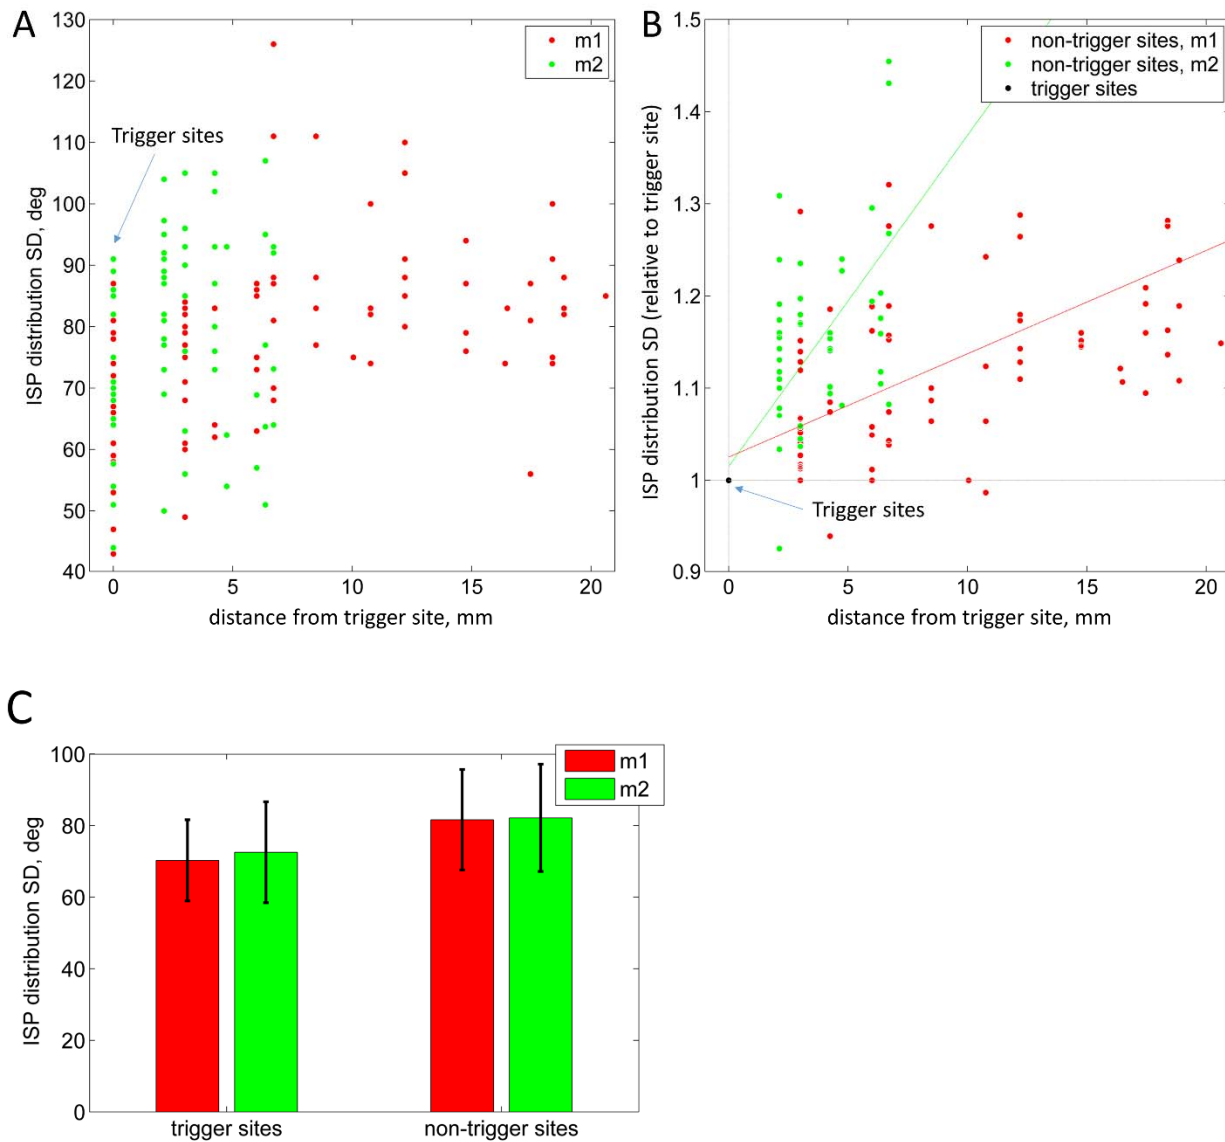 A
130
120
110
100
90
80
70
60
50
40
ISP distribution SD, deg
m1
m2
Trigger sites
0
5
10
15
20
distance from trigger site, mm
B
1.5
1.4
1.3
1.2
1.1
1
0.9
ISP distribution SD (relative to trigger site)
non-trigger sites, m1
non-trigger sites, m2
trigger sites
Trigger sites
0
5
10
15
20
distance from trigger site, mm
C
100
80
60
40
20
0
ISP distribution SD, deg
m1
m2
trigger sites
non-trigger sites